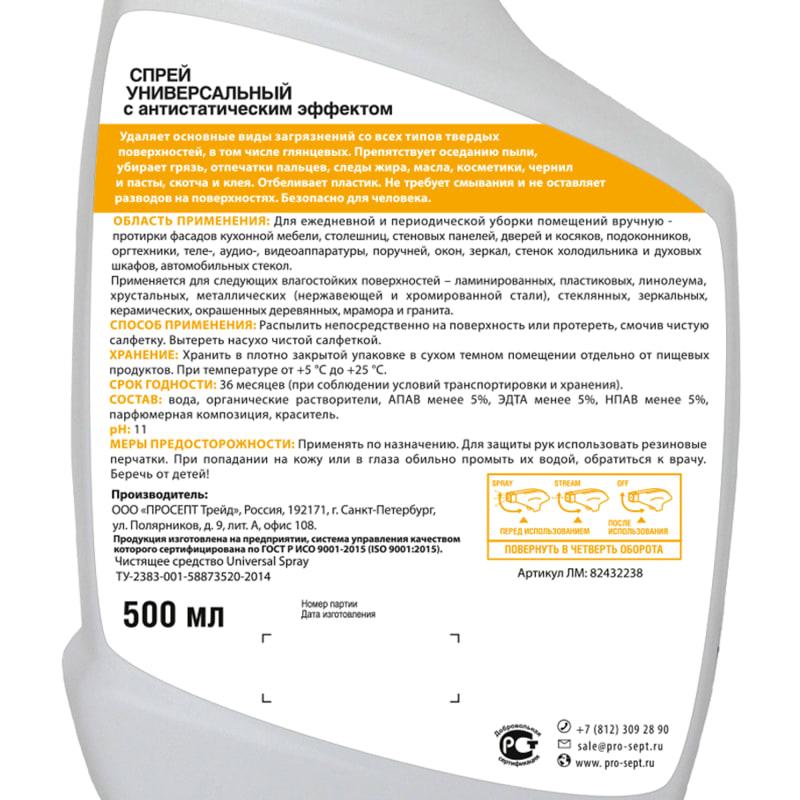 СПРЕЙ
УНИВЕРСАЛЬНЫЙ
с антистатическим эффектом
Удаляет основные виды загрязнений со всех типов твердых
поверхностей, в том числе глянцевых. Препятствует оседанию пыли,
убирает грязь, отпечатки пальцев, следы жира, масла, косметики, чернил
и пасты, скотча и клея. Отбеливает пластик. Не требует смывания и не оставляет
разводов на поверхностях. Безопасно для человека.
ОБЛАСТЬ ПРИМЕНЕНИЯ: Для ежедневной и периодической уборки помещений вручную -
протирки фасадов кухонной мебели, столешниц, стеновых панелей, дверей и косяков, подоконников,
оргтехники, теле-, аудио-, видеоаппаратуры, поручней, окон, зеркал, стенок холодильника и духовых
шкафов, автомобильных стекол.
Применяется для следующих влагостойких поверхностей – ламинированных, пластиковых, линолеума,
хрустальных, металлических (нержавеющей и хромированной стали), стеклянных, зеркальных,
керамических, окрашенных деревянных, мрамора и гранита.
СПОСОБ ПРИМЕНЕНИЯ: Распылить непосредственно на поверхность или протереть, смочив чистую
салфетку. Вытереть насухо чистой салфеткой.
ХРАНЕНИЕ: Хранить в плотно закрытой упаковке в сухом темном помещении отдельно от пищевых
продуктов. При температуре от +5 °C до +25 °C.
СРОК ГОДНОСТИ: 36 месяцев (при соблюдении условий транспортировки и хранения).
СОСТАВ: вода, органические растворители, АПАВ менее 5%, ЭДТА менее 5%, НПАВ менее 5%,
парфюмерная композиция, краситель.
pH: 11
МЕРЫ ПРЕДОСТОРОЖНОСТИ: Применять по назначению. Для защиты рук использовать резиновые
перчатки. При попадании на кожу или в глаза обильно промыть их водой, обратиться к врачу.
Беречь от детей!
Производитель:
ООО «ПРОСЕПТ Трейд», Россия, 192171, г. Санкт-Петербург,
ул. Полярников, д. 9, лит. А, офис 108.
Продукция изготовлена на предприятии, система управления качеством
которого сертифицирована по ГОСТ Р ИСО 9001-2015 (ISO 9001:2015).
Чистящее средство Universal Spray
ТУ-2383-001-58873520-2014
SPRAY STREAM OFF
ПЕРЕД ИСПОЛЬЗОВАНИЕМ
ПОСЛЕ
ИСПОЛЬЗОВАНИЯ
ПОВЕРНУТЬ В ЧЕТВЕРТЬ ОБОРОТА
Артикул ЛМ: 82432238
500 мл
Номер партии
Дата изготовления
Добровольная
РСТ
сертификация
+7 (812) 309 28 90
sale@pro-sept.ru
www. pro-sept.ru